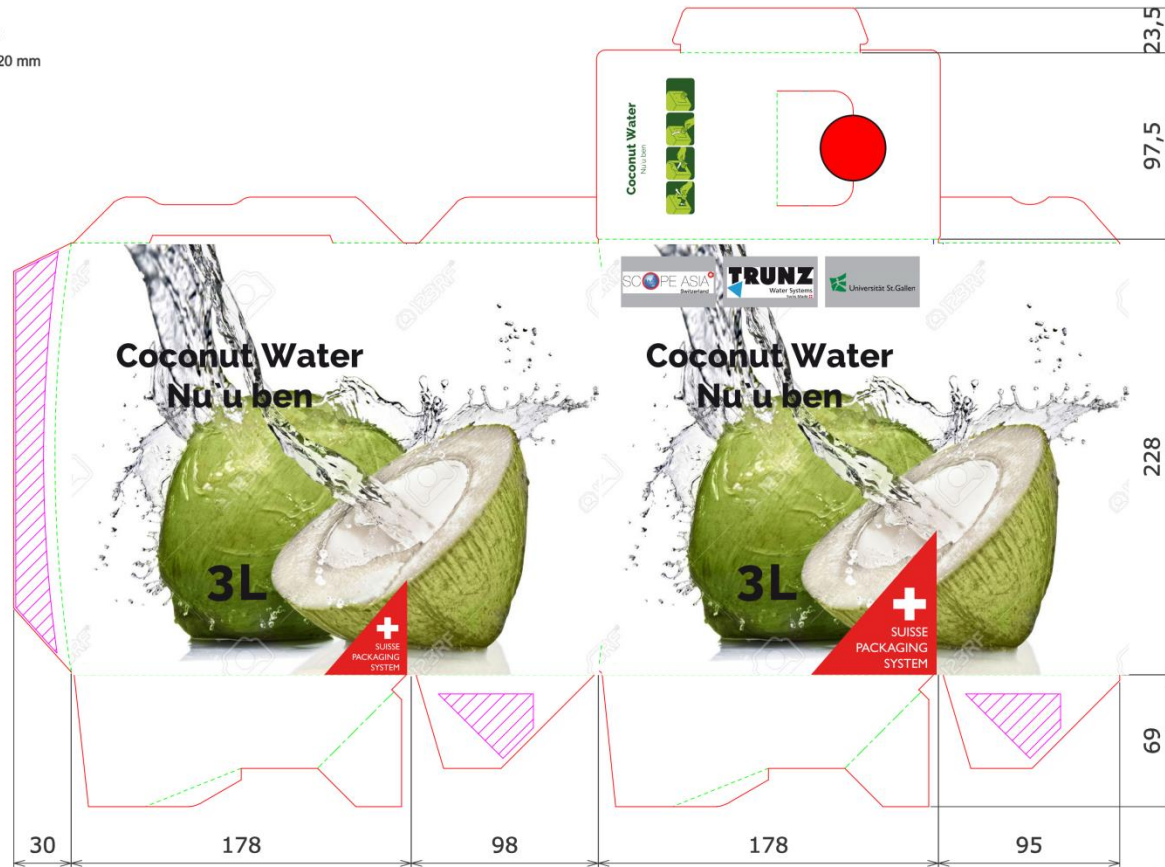 20 mm
23,5
97,5
Coconut Water
Nu'u ben
SCOPE ASIA
Switzerland
TRUNZ
Water Systems
Swiss Made
Universität St.Gallen
Coconut Water
Nu`u ben
Coconut Water
Nu`u ben
228
3L
3L
SUISSE
PACKAGING
SYSTEM
SUISSE
PACKAGING
SYSTEM
69
30
178
98
178
95